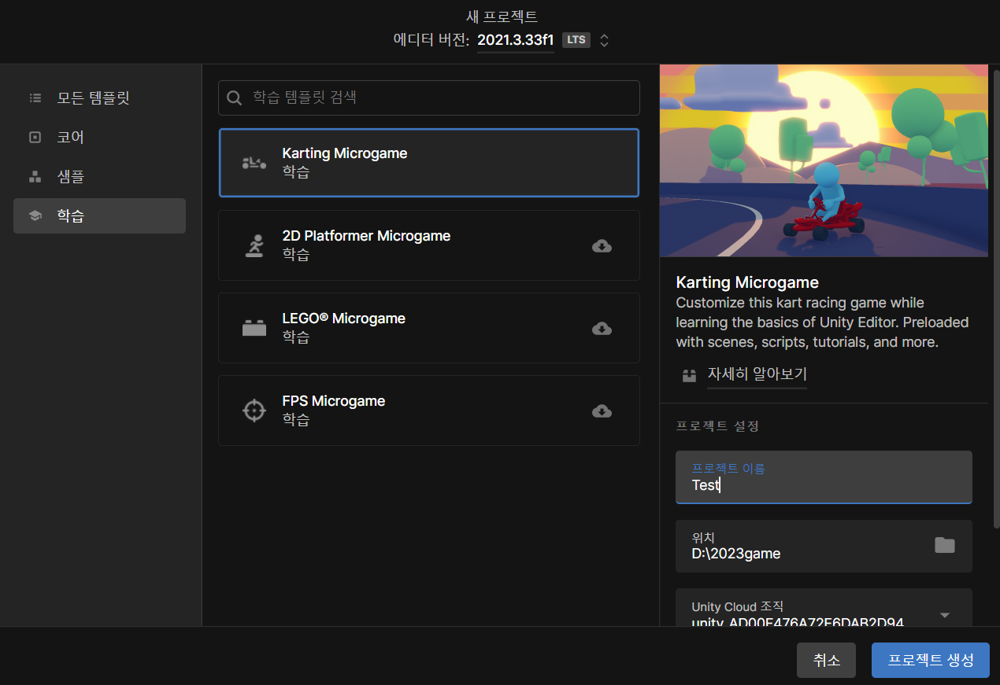 새 프로젝트
에디터 버전: 2021.3.33f1 LTS
모든 템플릿
코어
샘플
학습
학습 템플릿 검색
Karting Microgame
학습
2D Platformer Microgame
학습
LEGO® Microgame
학습
FPS Microgame
학습
Karting Microgame
Customize this kart racing game while
learning the basics of Unity Editor. Preloaded
with scenes, scripts, tutorials, and more.
자세히 알아보기
프로젝트 설정
프로젝트 이름
Test
위치
D:\2023game
Unity Cloud 조직
취소
프로젝트 생성